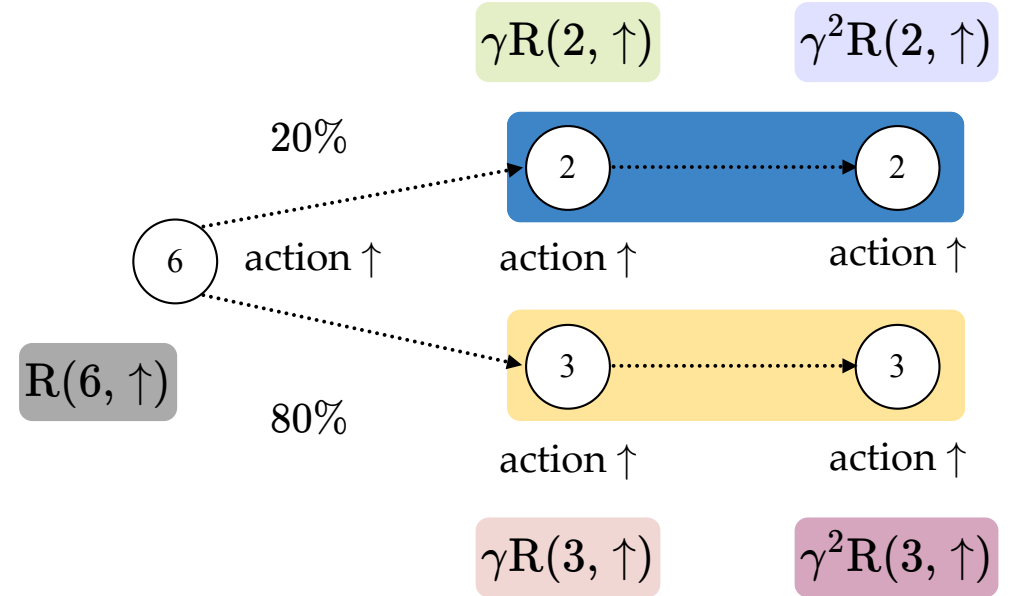 γR(2, ↑) γ²R(2, ↑)
20%
2 2
6 action ↑ action ↑ action ↑
3 3
R(6, ↑)
80%
action ↑ action ↑
γR(3, ↑) γ²R(3, ↑)